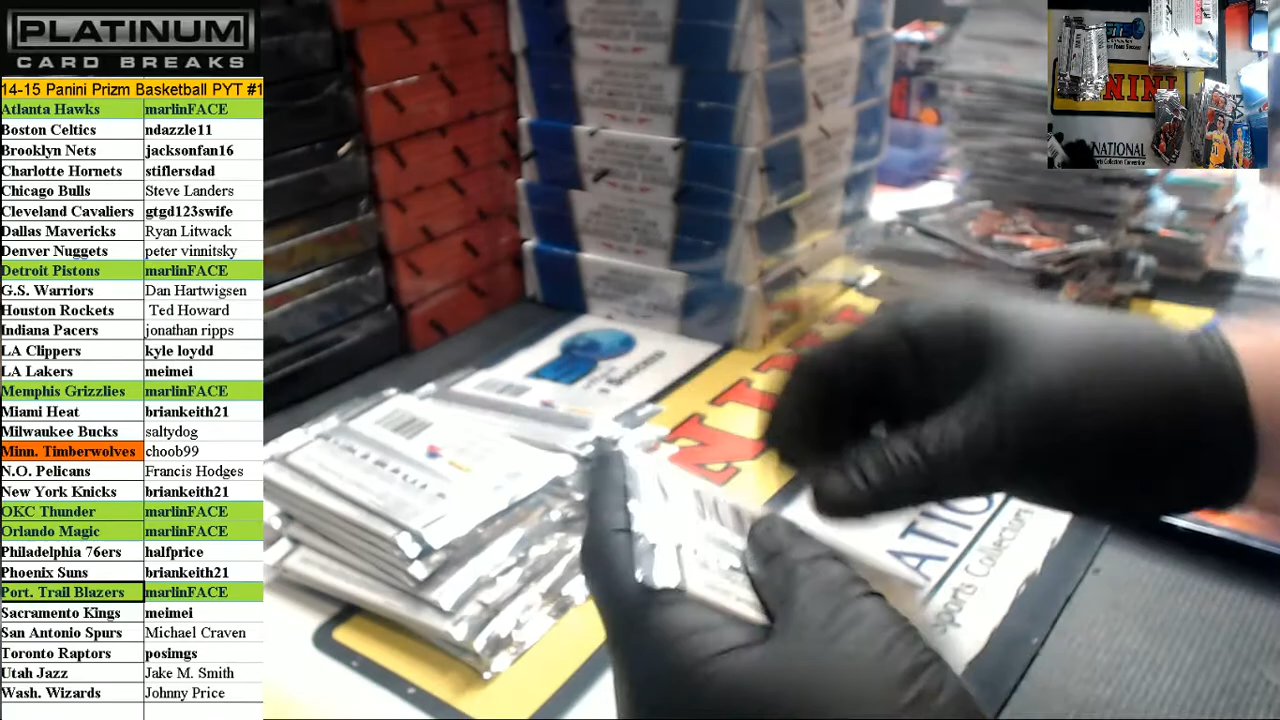 PLATINUM
CARD BREAKS
14-15 Panini Prizm Basketball PYT #1
Atlanta Hawks marlinFACE
Boston Celtics ndazzle11
Brooklyn Nets jacksonfan16
Charlotte Hornets stiflersdad
Chicago Bulls Steve Landers
Cleveland Cavaliers gtgd123swife
Dallas Mavericks Ryan Litwack
Denver Nuggets peter vinnitsky
Detroit Pistons marlinFACE
G.S. Warriors Dan Hartwigsen
Houston Rockets Ted Howard
Indiana Pacers jonathan ripps
LA Clippers kyle loydd
LA Lakers meimei
Memphis Grizzlies marlinFACE
Miami Heat briankeith21
Milwaukee Bucks saltydog
Minn. Timberwolves choob99
N.O. Pelicans Francis Hodges
New York Knicks briankeith21
OKC Thunder marlinFACE
Orlando Magic marlinFACE
Philadelphia 76ers halfprice
Phoenix Suns briankeith21
Port. Trail Blazers marlinFACE
Sacramento Kings meimei
San Antonio Spurs Michael Craven
Toronto Raptors posimgs
Utah Jazz Jake M. Smith
Wash. Wizards Johnny Price
NATIONAL
Sports Collectors